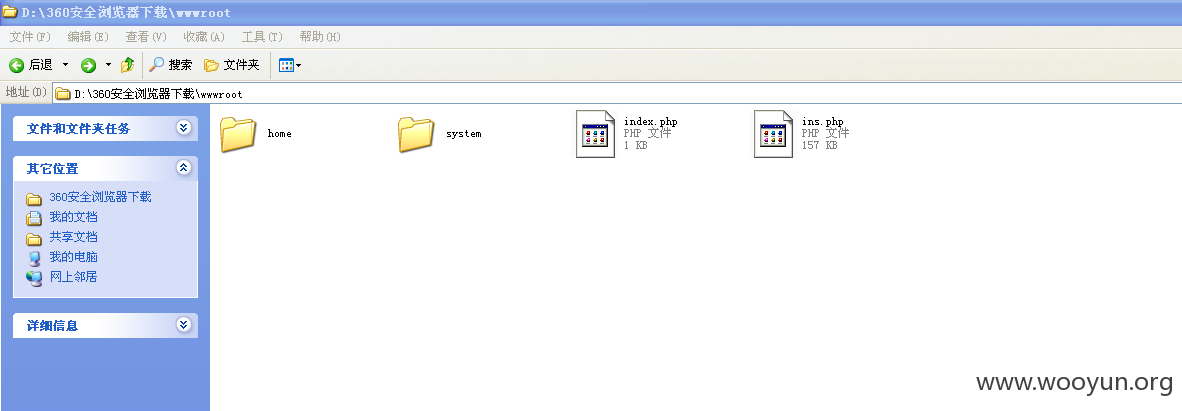 D:\360安全浏览器下载\wwwroot
文件(F) 编辑(E) 查看(V) 收藏(A) 工具(T) 帮助(H)
后退 搜索 文件夹
地址(D) D:\360安全浏览器下载\wwwroot
文件和文件夹任务
其它位置
360安全浏览器下载
我的文档
共享文档
我的电脑
网上邻居
详细信息
home
system
index.php
PHP 文件
1 KB
ins.php
PHP 文件
157 KB
www.wooyun.org